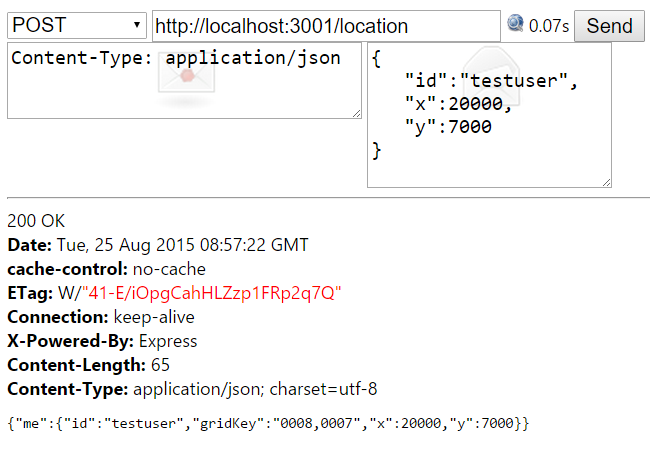 POST http://localhost:3001/location 0.07s Send
Content-Type: application/json
{
"id":"testuser",
"x":20000,
"y":7000
}
200 OK
Date: Tue, 25 Aug 2015 08:57:22 GMT
cache-control: no-cache
ETag: W/"41-E/iOpgCahHLZzp1FRp2q7Q"
Connection: keep-alive
X-Powered-By: Express
Content-Length: 65
Content-Type: application/json; charset=utf-8
{"me":{"id":"testuser","gridKey":"0008,0007","x":20000,"y":7000}}